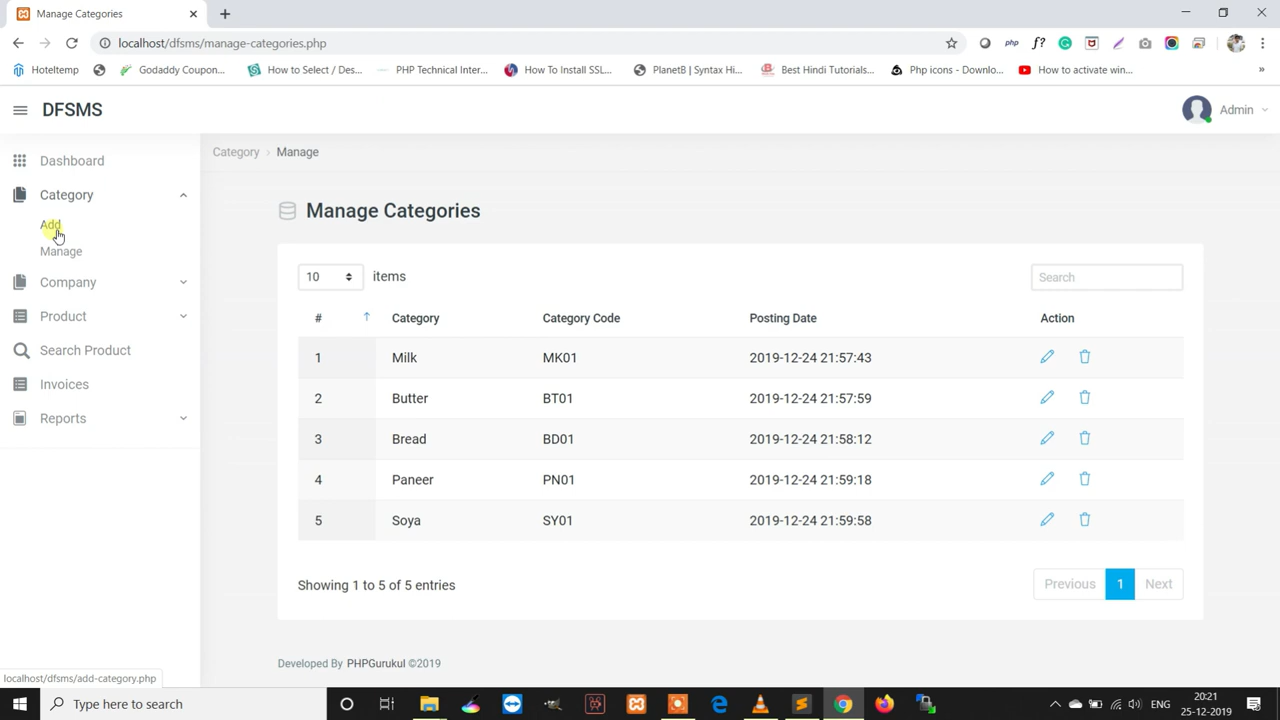 Manage Categories
localhost/dfsms/manage-categories.php
php
f?
Hoteltemp
Godaddy Coupon...
How to Select / Des...
PHP Technical Inter...
How To Install SSL...
PlanetB | Syntax Hi...
Best Hindi Tutorials...
Php icons - Downlo...
How to activate win...
»
DFSMS
Admin
Dashboard
Category
Add
Manage
Company
Product
Search Product
Invoices
Reports
Category › Manage
Manage Categories
10 items
Search
# Category Category Code Posting Date Action
1 Milk MK01 2019-12-24 21:57:43
2 Butter BT01 2019-12-24 21:57:59
3 Bread BD01 2019-12-24 21:58:12
4 Paneer PN01 2019-12-24 21:59:18
5 Soya SY01 2019-12-24 21:59:58
Showing 1 to 5 of 5 entries
Previous 1 Next
Developed By PHPGurukul ©2019
localhost/dfsms/add-category.php
Type here to search
ENG
20:21
25-12-2019